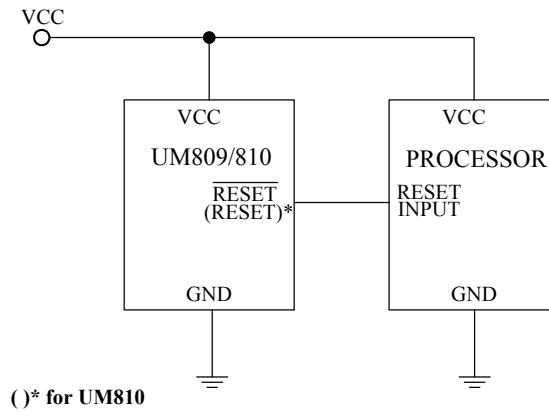 VCC
VCC
VCC
UM809/810
PROCESSOR
RESET
(RESET)*
RESET
INPUT
GND
GND
( )* for UM810